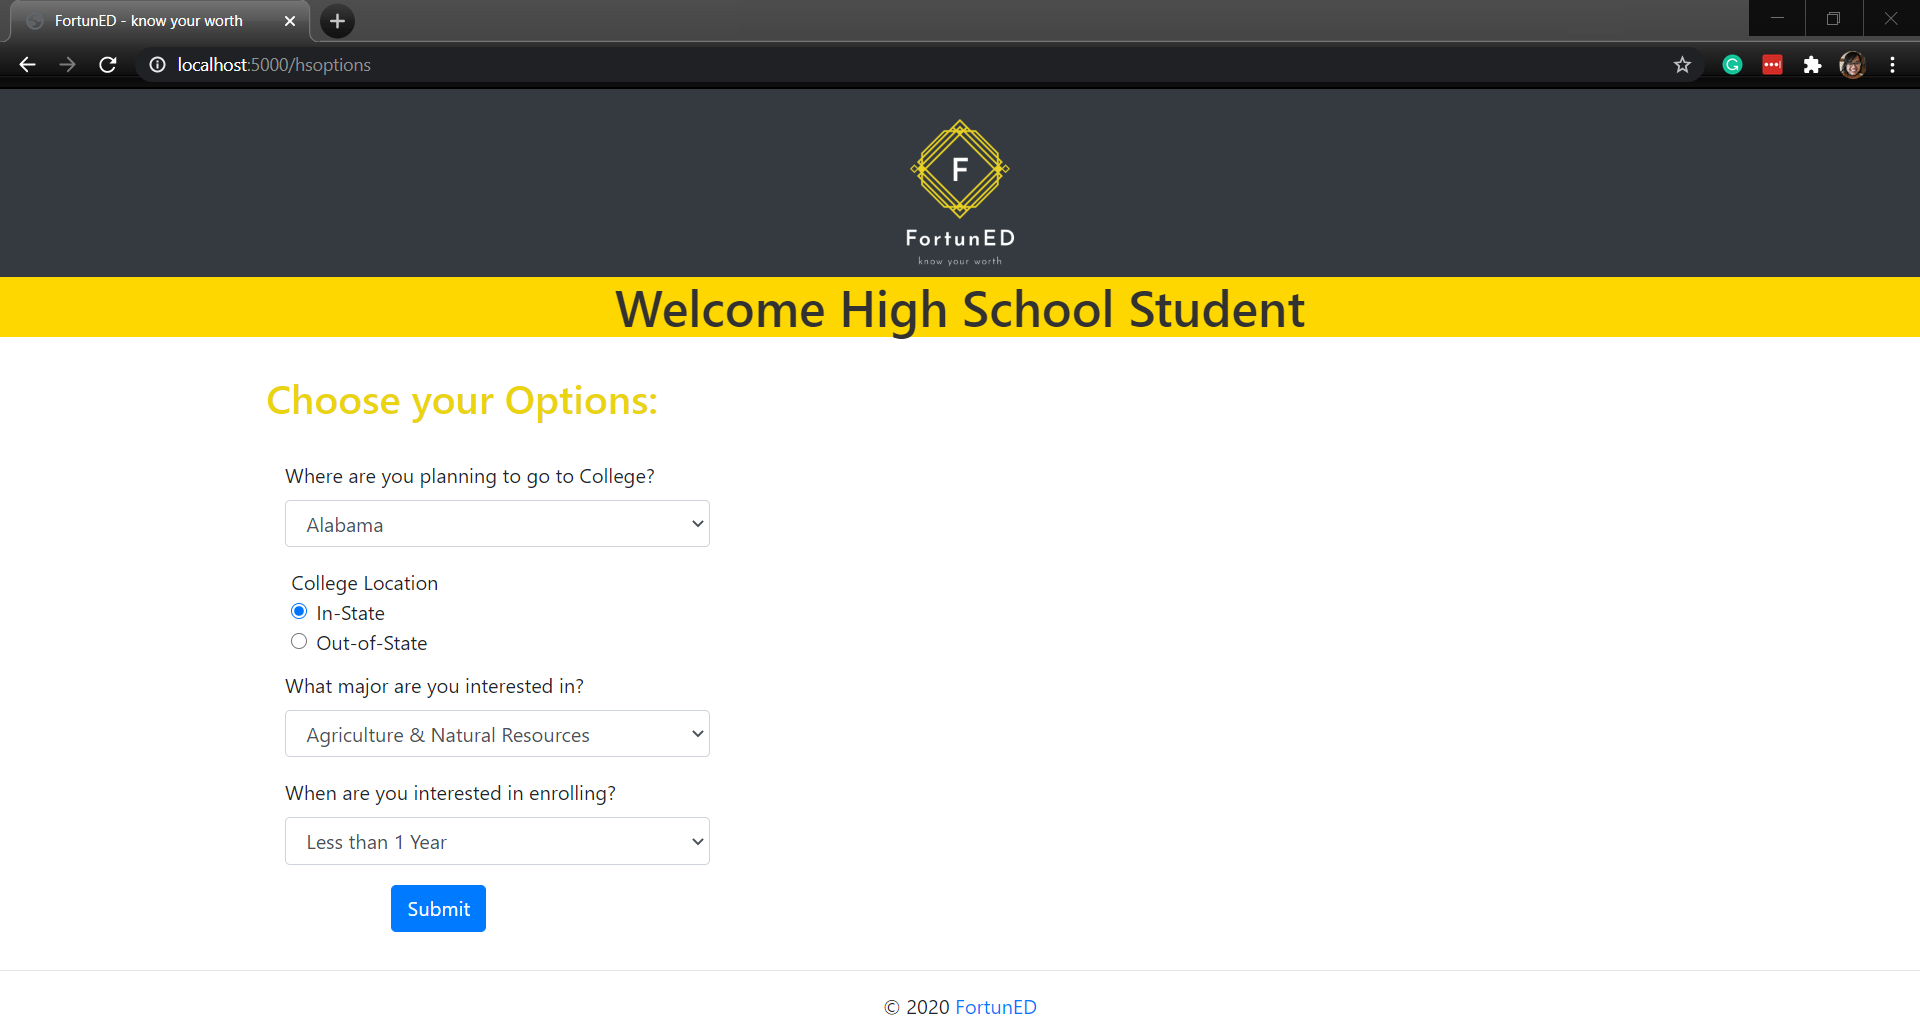 FortunED - know your worth
localhost:5000/hsoptions
F
FortunED
know your worth
Welcome High School Student
Choose your Options:
Where are you planning to go to College?
Alabama
College Location
In-State
Out-of-State
What major are you interested in?
Agriculture & Natural Resources
When are you interested in enrolling?
Less than 1 Year
Submit
© 2020 FortunED